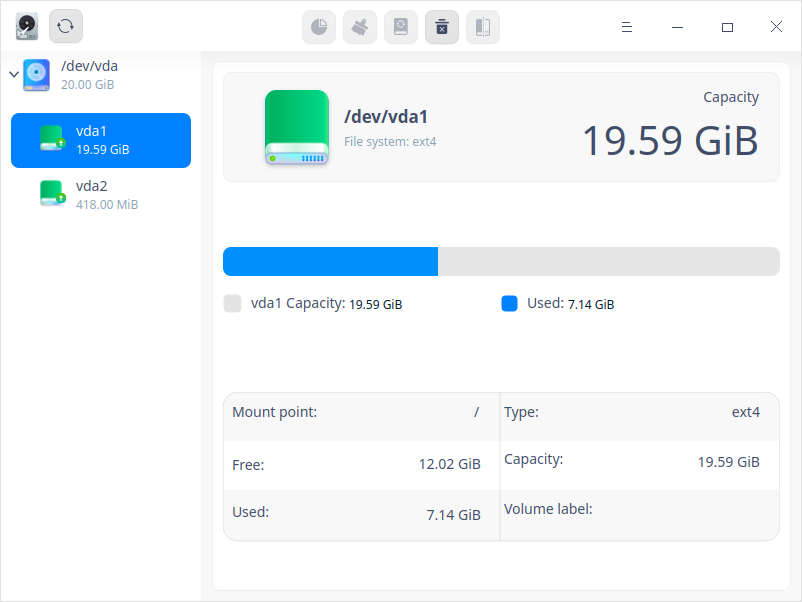 /dev/vda
20.00 GiB
vda1
19.59 GiB
vda2
418.00 MiB
/dev/vda1
File system: ext4
Capacity
19.59 GiB
vda1 Capacity: 19.59 GiB
Used: 7.14 GiB
Mount point: /
Type: ext4
Free: 12.02 GiB
Capacity: 19.59 GiB
Used: 7.14 GiB
Volume label: